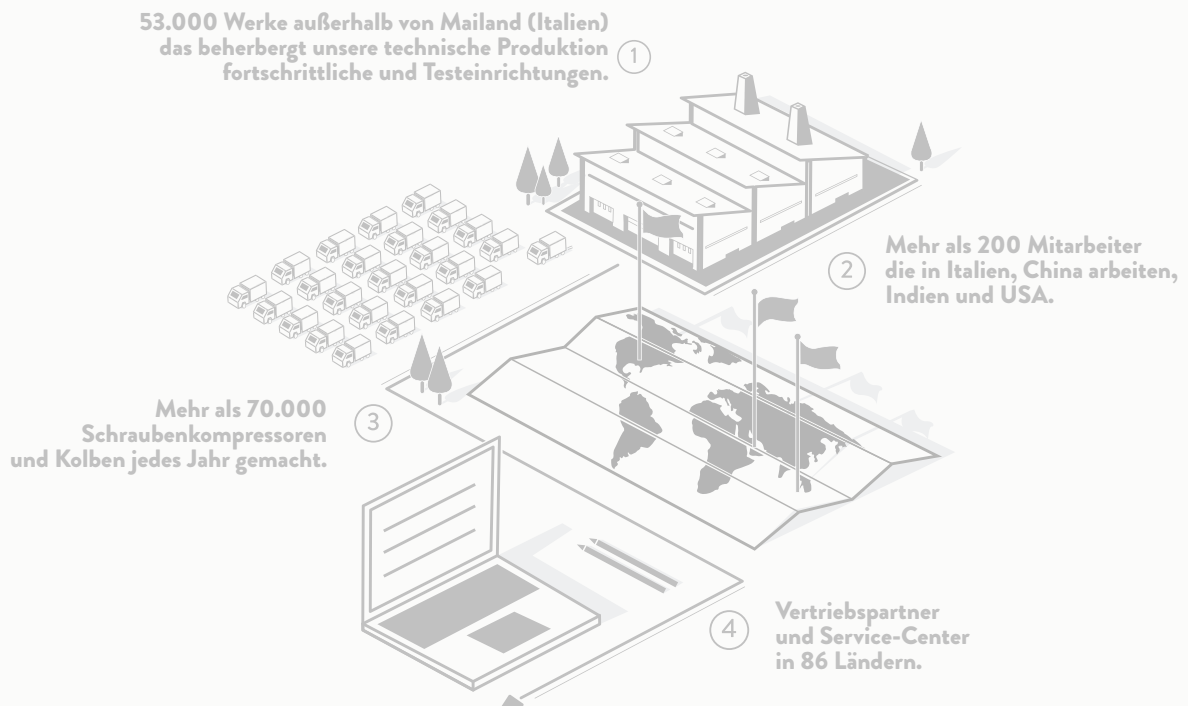 53.000 Werke außerhalb von Mailand (Italien)
das beherbergt unsere technische Produktion
fortschrittliche und Testeinrichtungen.
1
2
Mehr als 200 Mitarbeiter
die in Italien, China arbeiten,
Indien und USA.
Mehr als 70.000
Schraubenkompressoren
und Kolben jedes Jahr gemacht.
3
4
Vertriebspartner
und Service-Center
in 86 Ländern.